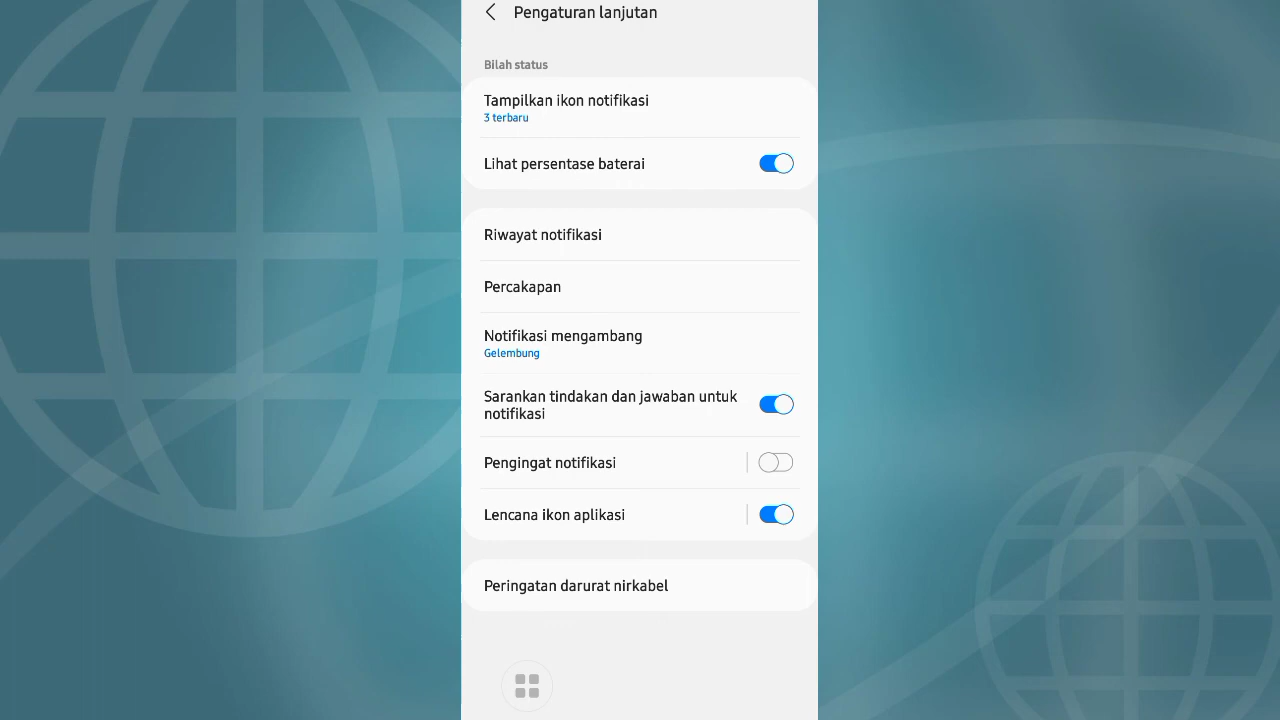 Pengaturan lanjutan
Bilah status
Tampilkan ikon notifikasi
3 terbaru
Lihat persentase baterai
Riwayat notifikasi
Percakapan
Notifikasi mengambang
Gelembung
Sarankan tindakan dan jawaban untuk
notifikasi
Pengingat notifikasi
Lencana ikon aplikasi
Peringatan darurat nirkabel